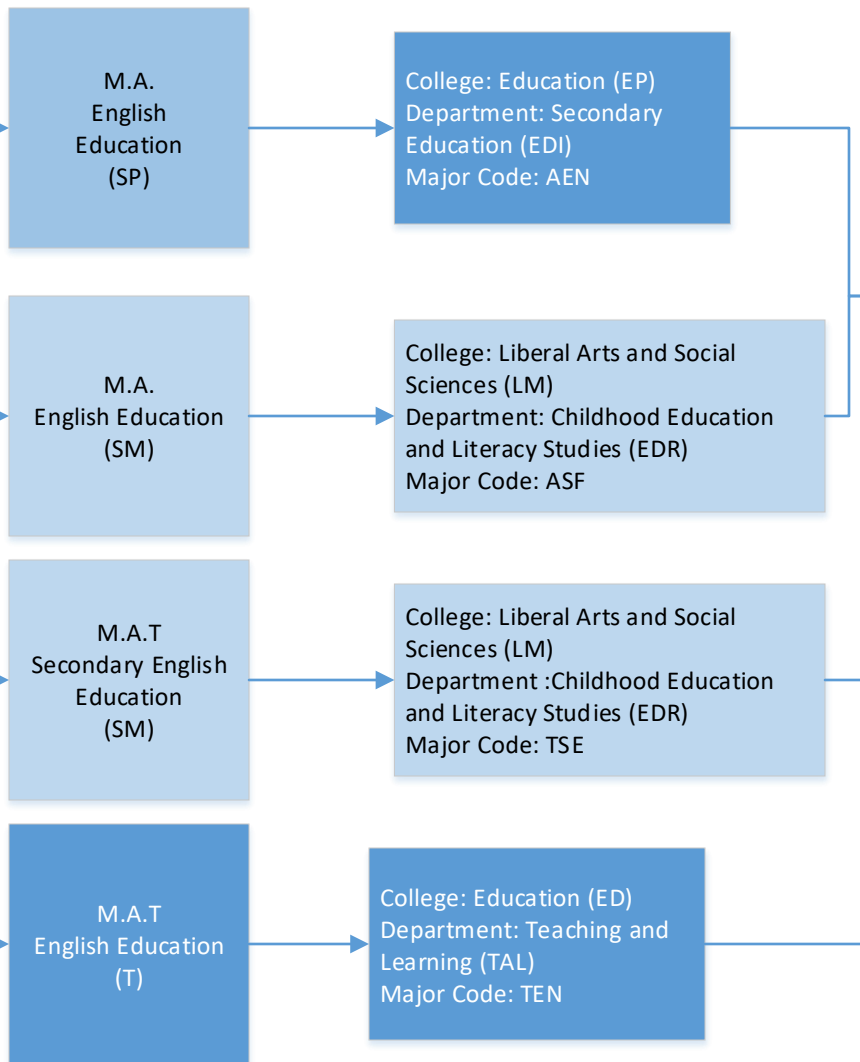 M.A.
English
Education
(SP)
College: Education (EP)
Department: Secondary
Education (EDI)
Major Code: AEN
M.A.
English Education
(SM)
College: Liberal Arts and Social
Sciences (LM)
Department: Childhood Education
and Literacy Studies (EDR)
Major Code: ASF
M.A.T
Secondary English
Education
(SM)
College: Liberal Arts and Social
Sciences (LM)
Department :Childhood Education
and Literacy Studies (EDR)
Major Code: TSE
M.A.T
English Education
(T)
College: Education (ED)
Department: Teaching and
Learning (TAL)
Major Code: TEN